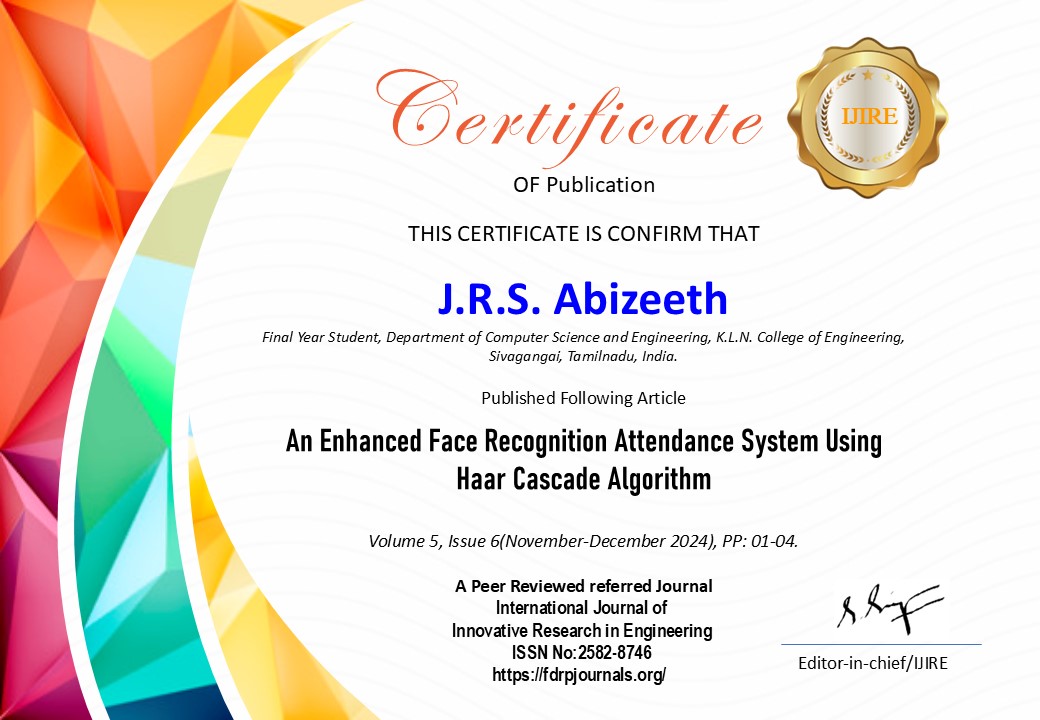 Certificate
IJIRE
OF Publication
THIS CERTIFICATE IS CONFIRM THAT
J.R.S. Abizeeth
Final Year Student, Department of Computer Science and Engineering, K.L.N. College of Engineering,
Sivagangai, Tamilnadu, India.
Published Following Article
An Enhanced Face Recognition Attendance System Using
Haar Cascade Algorithm
Volume 5, Issue 6(November-December 2024), PP: 01-04.
A Peer Reviewed referred Journal
International Journal of
Innovative Research in Engineering
ISSN No:2582-8746
https://fdrpjournals.org/
Editor-in-chief/IJIRE